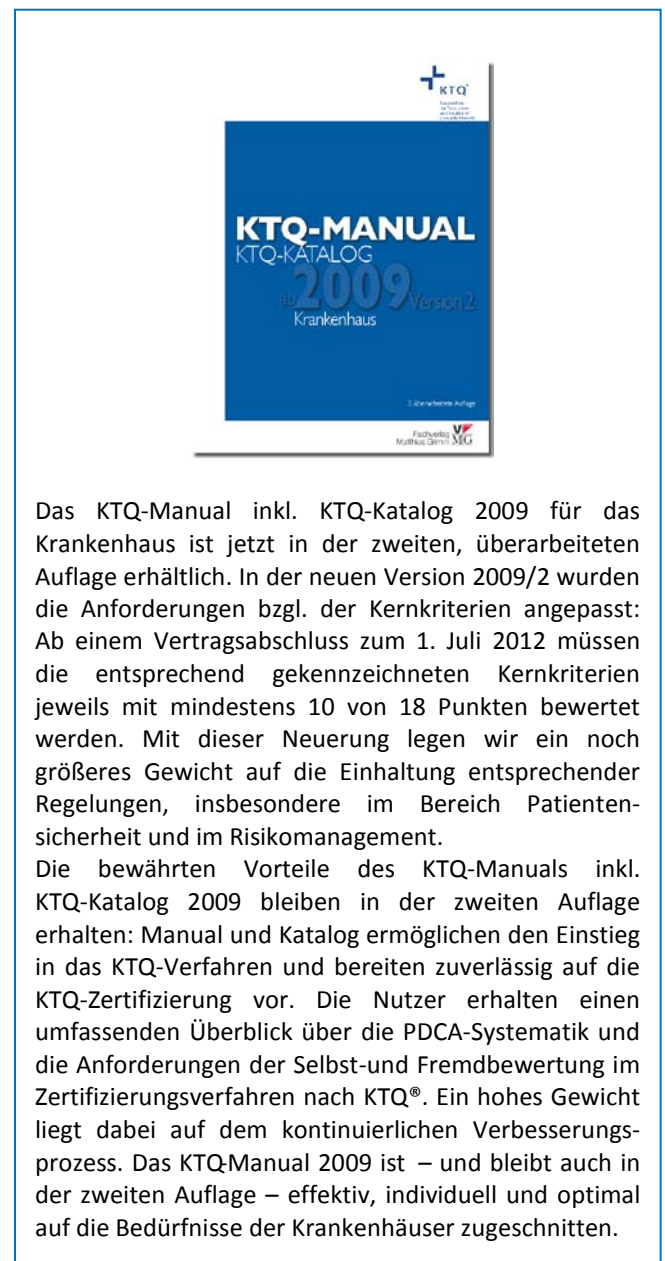 KTQ®
KTQ-MANUAL
KTQ-KATALOG
ab 2009 Version 2
Krankenhaus
2. überarbeitete Auflage
Fachverlag
Matthias Grimm
VMG
Das KTQ-Manual inkl. KTQ-Katalog 2009 für das
Krankenhaus ist jetzt in der zweiten, überarbeiteten
Auflage erhältlich. In der neuen Version 2009/2 wurden
die Anforderungen bzgl. der Kernkriterien angepasst:
Ab einem Vertragsabschluss zum 1. Juli 2012 müssen
die entsprechend gekennzeichneten Kernkriterien
jeweils mit mindestens 10 von 18 Punkten bewertet
werden. Mit dieser Neuerung legen wir ein noch
größeres Gewicht auf die Einhaltung entsprechender
Regelungen, insbesondere im Bereich Patienten-
sicherheit und im Risikomanagement.
Die bewährten Vorteile des KTQ-Manuals inkl.
KTQ-Katalog 2009 bleiben in der zweiten Auflage
erhalten: Manual und Katalog ermöglichen den Einstieg
in das KTQ-Verfahren und bereiten zuverlässig auf die
KTQ-Zertifizierung vor. Die Nutzer erhalten einen
umfassenden Überblick über die PDCA-Systematik und
die Anforderungen der Selbst-und Fremdbewertung im
Zertifizierungsverfahren nach KTQ®. Ein hohes Gewicht
liegt dabei auf dem kontinuierlichen Verbesserungs-
prozess. Das KTQ-Manual 2009 ist – und bleibt auch in
der zweiten Auflage – effektiv, individuell und optimal
auf die Bedürfnisse der Krankenhäuser zugeschnitten.